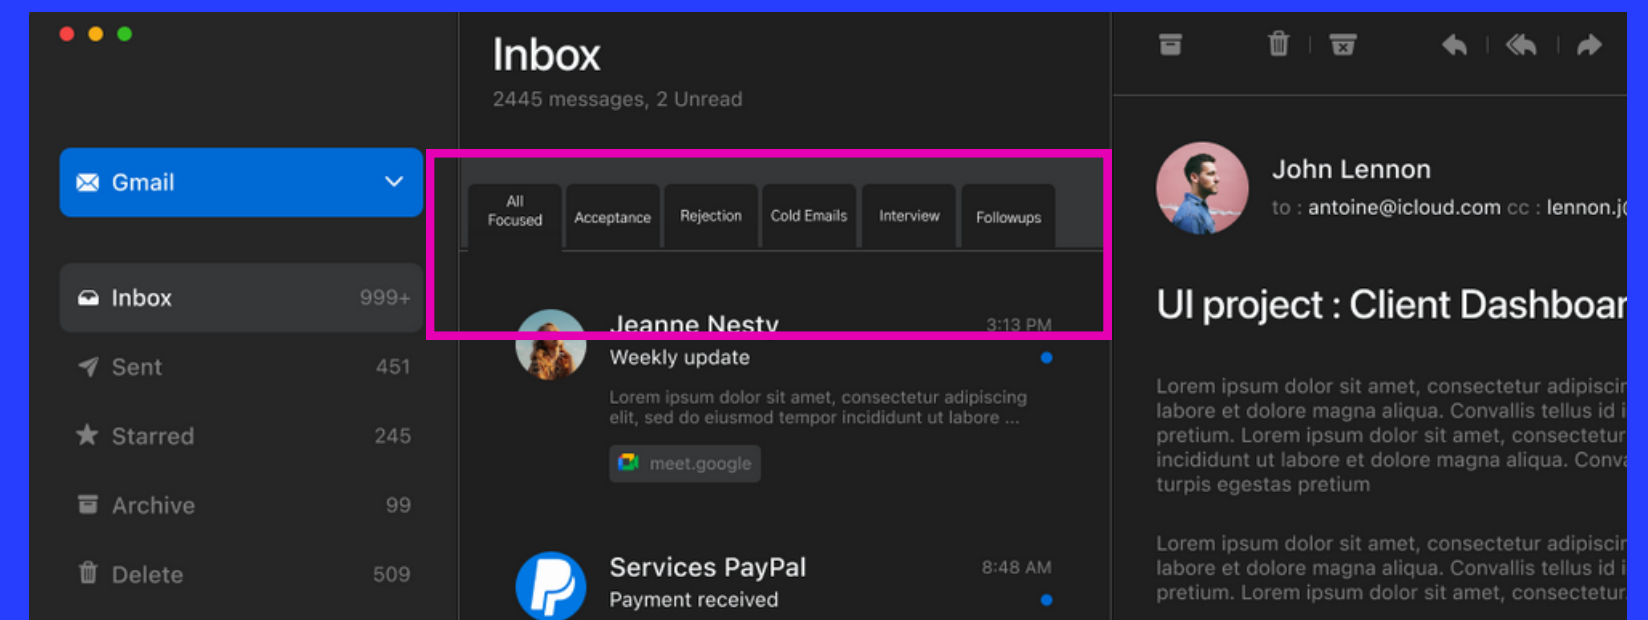 Gmail
Inbox 999+
Sent 451
Starred 245
Archive 99
Delete 509
Inbox
2445 messages, 2 Unread
All
Focused
Acceptance
Rejection
Cold Emails
Interview
Followups
Jeanne Nesty 3:13 PM
Weekly update
Lorem ipsum dolor sit amet, consectetur adipiscing
elit, sed do eiusmod tempor incididunt ut labore ...
meet.google
Services PayPal 8:48 AM
Payment received
John Lennon
to : antoine@icloud.com cc : lennon.j
UI project : Client Dashboar
Lorem ipsum dolor sit amet, consectetur adipiscin
labore et dolore magna aliqua. Convallis tellus id i
pretium. Lorem ipsum dolor sit amet, consectetur
incididunt ut labore et dolore magna aliqua. Conva
turpis egestas pretium
Lorem ipsum dolor sit amet, consectetur adipiscin
labore et dolore magna aliqua. Convallis tellus id i
pretium. Lorem ipsum dolor sit amet, consectetur